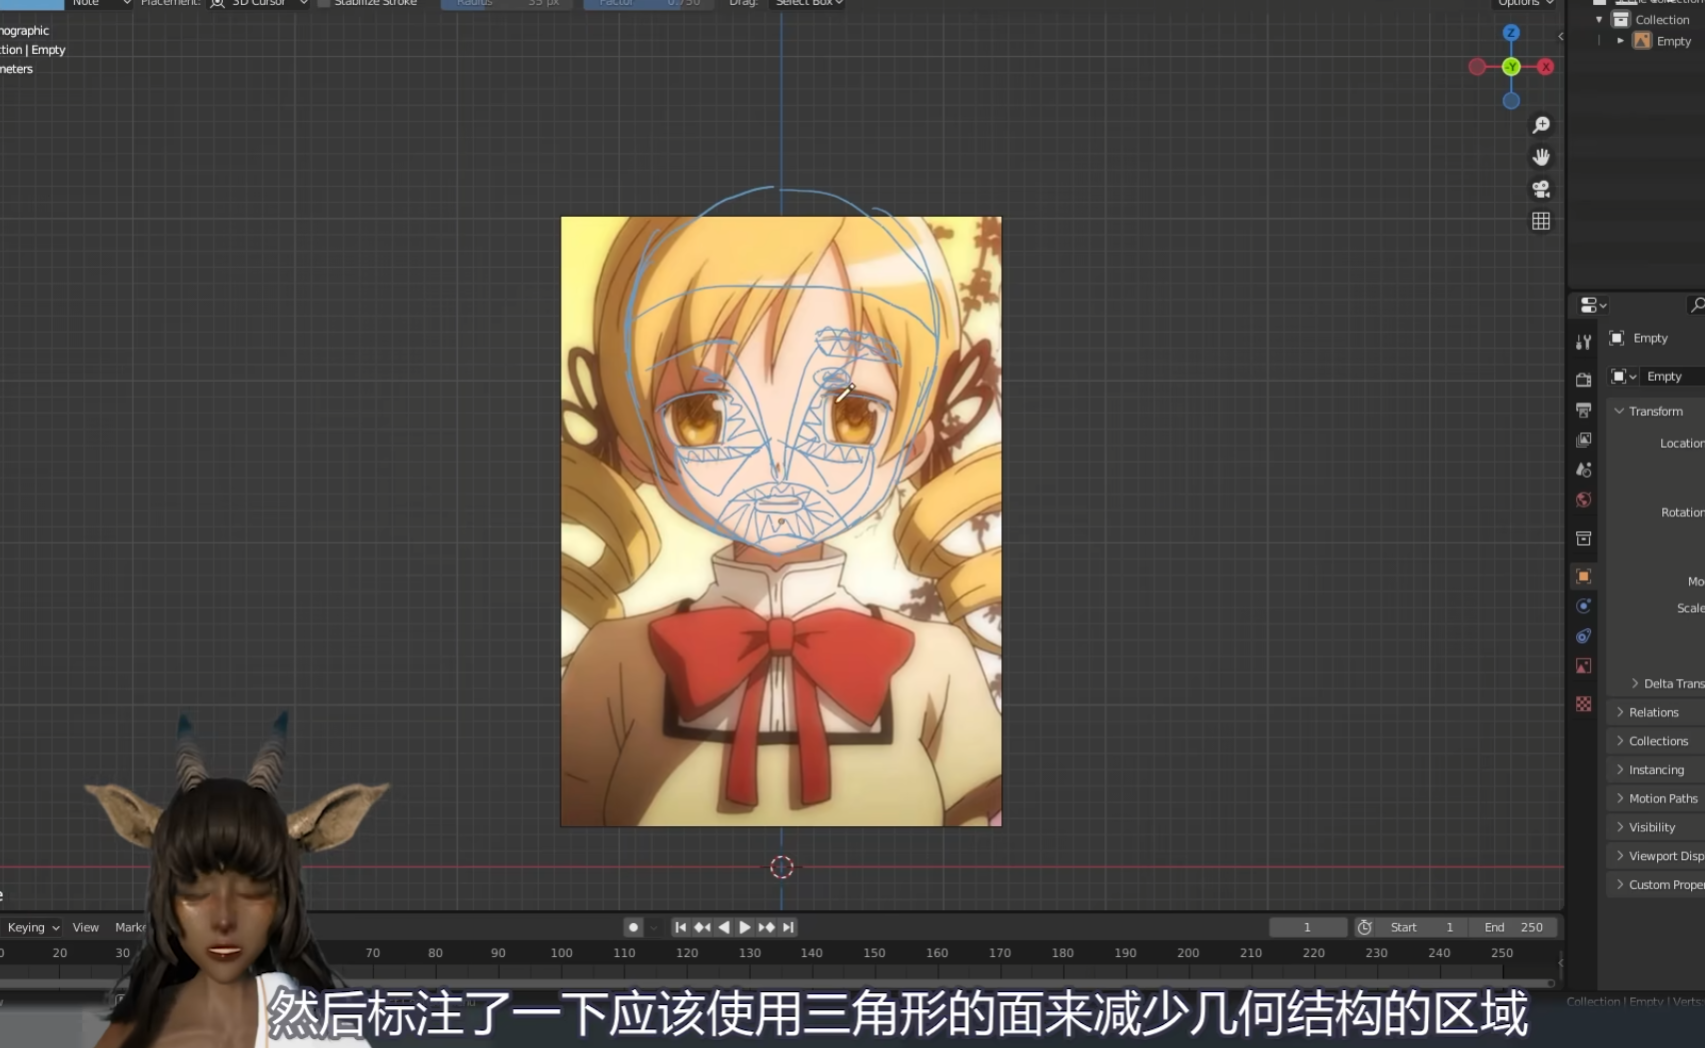 Note
Placement:
3D Cursor
Stabilize Stroke
Radius
35 px
Factor
0.750
Drag:
Select Box
Options
nographic
ction | Empty
meters
Z
-Y
X
Collection
Empty
Empty
Empty
Transform
Location
Rotation
Mo
Scale
Delta Trans
Relations
Collections
Instancing
Motion Paths
Visibility
Viewport Disp
Custom Proper
e
Keying
View
Marke
1
Start
1
End
250
0
20
30
70
80
90
100
110
120
130
140
150
160
170
180
190
200
210
220
230
240
250
Collection | Empty | Verts:
然后标注了一下应该使用三角形的面来减少几何结构的区域